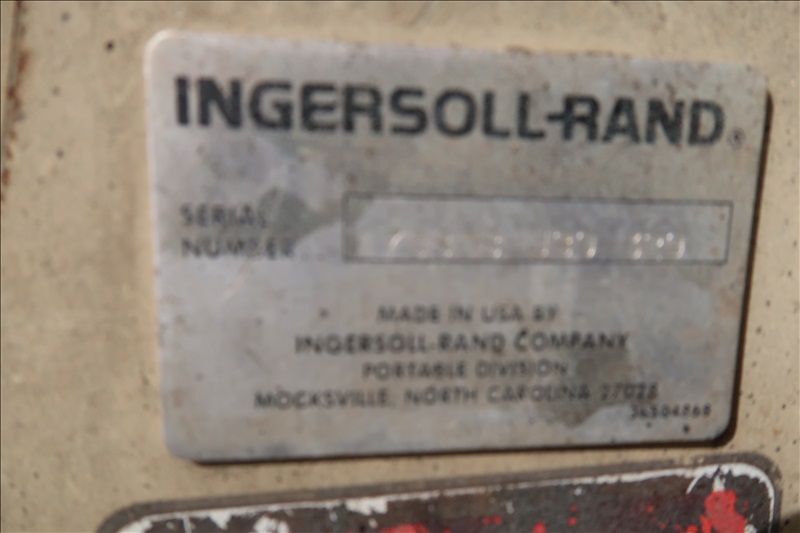 INGERSOLL-RAND®
SERIAL
NUMBER
MADE IN USA BY
INGERSOLL-RAND COMPANY
PORTABLE DIVISION
MOCKSVILLE, NORTH CAROLINA 27028